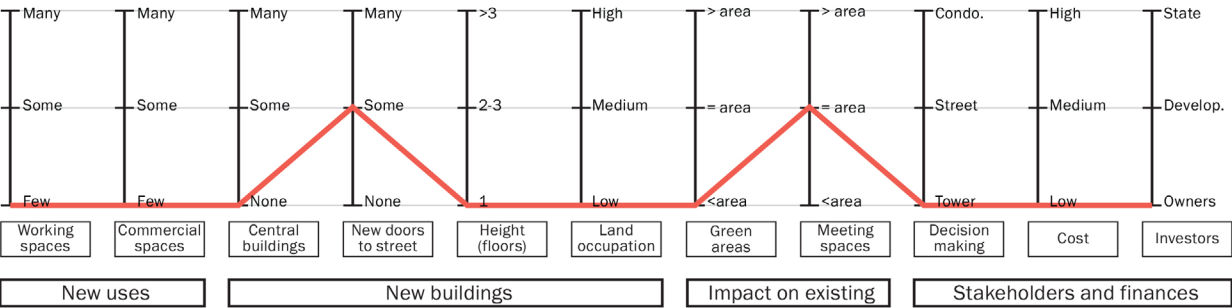 Many Many Many Many >3 High > area > area Condo. High State
Some Some Some Some 2-3 Medium = area = area Street Medium Develop.
Few Few None None 1 Low <area <area Tower Low Owners
Working spaces
Commercial spaces
Central buildings
New doors to street
Height (floors)
Land occupation
Green areas
Meeting spaces
Decision making
Cost
Investors
New uses New buildings Impact on existing Stakeholders and finances